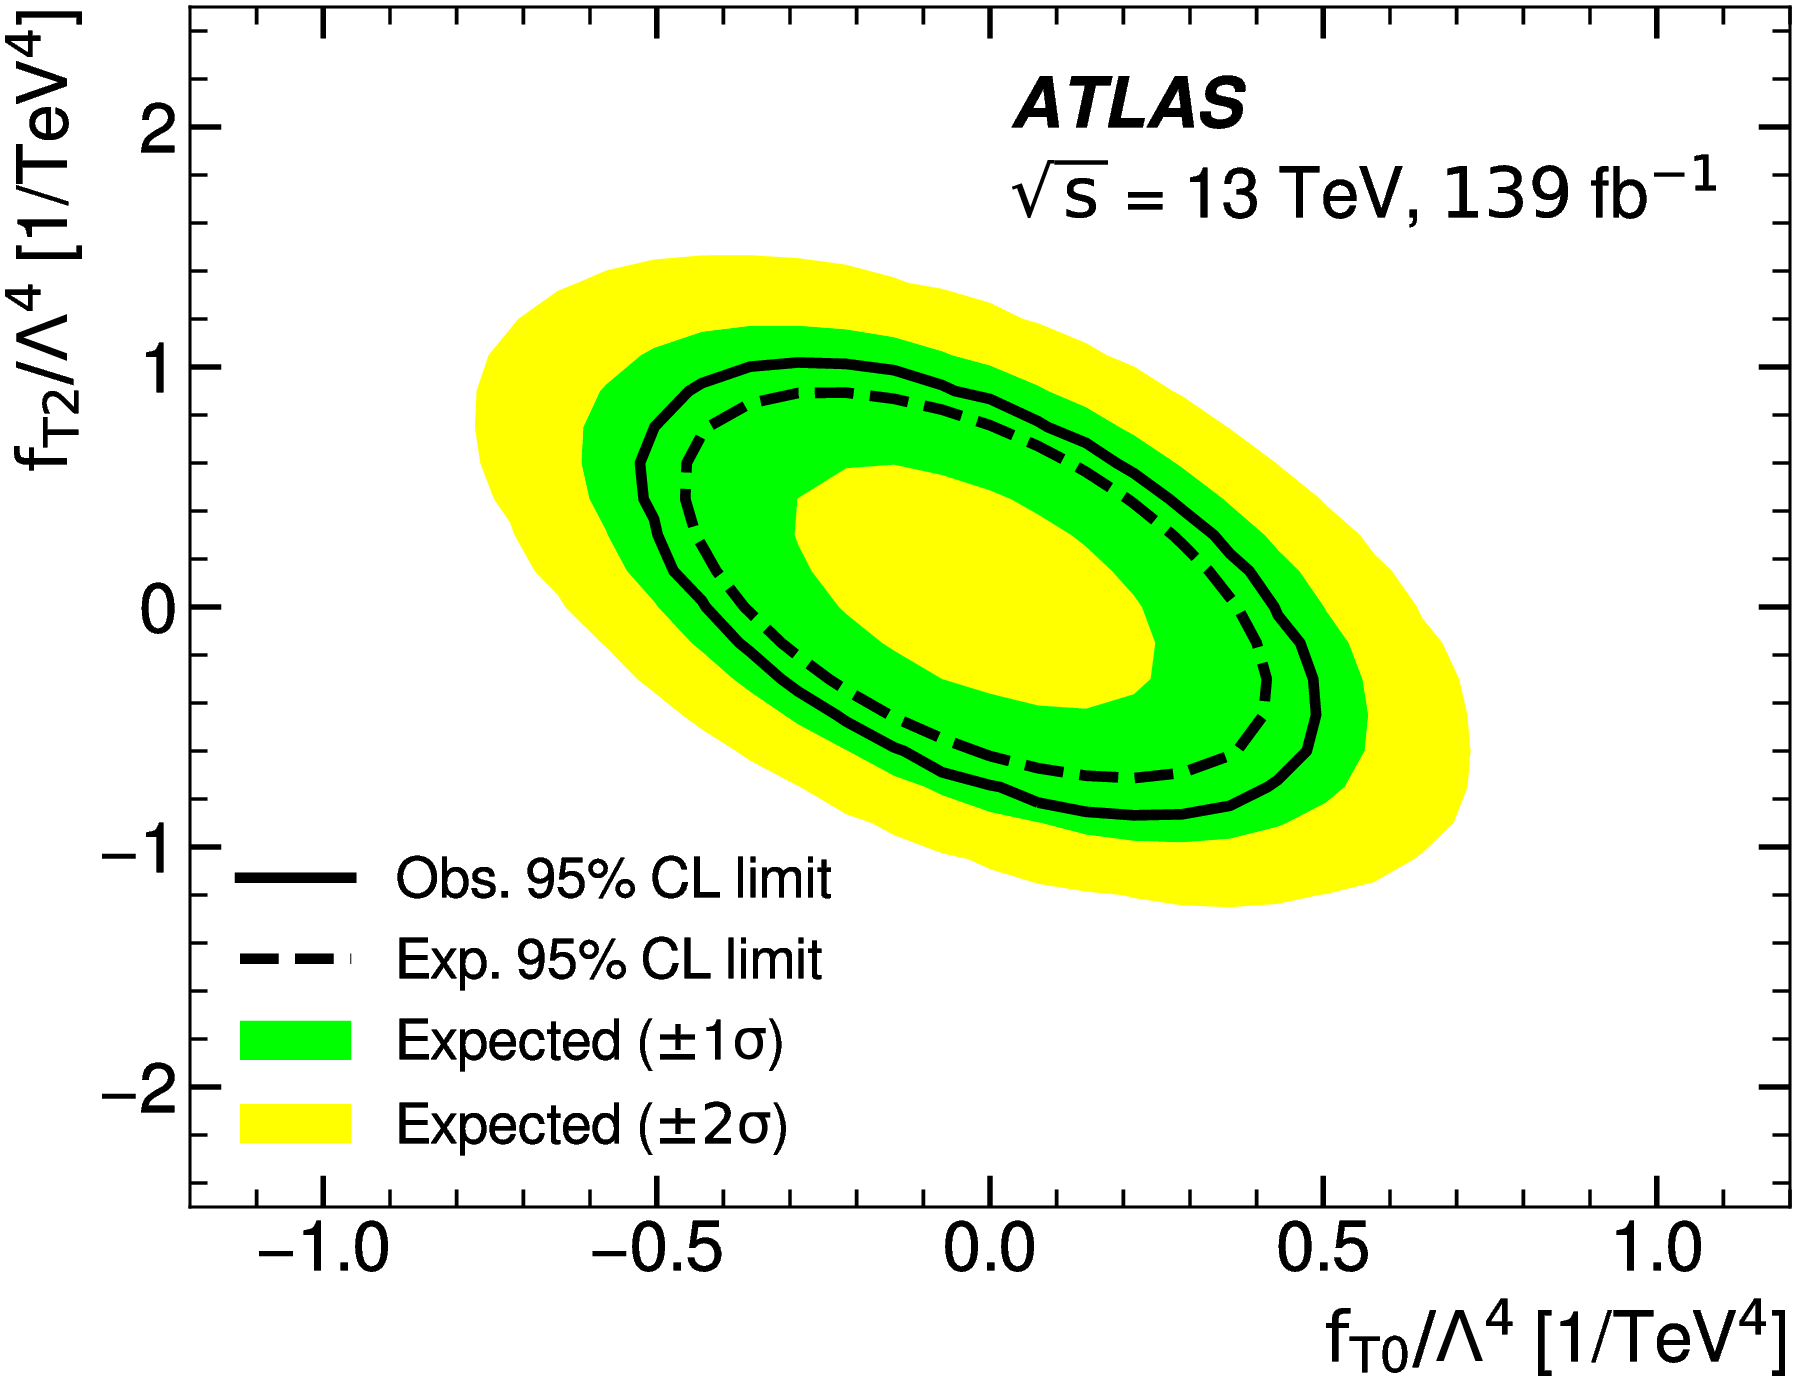 ATLAS
√s = 13 TeV, 139 fb⁻¹
f_T2/Λ⁴ [1/TeV⁴]
2
1
0
−1
−2
Obs. 95% CL limit
Exp. 95% CL limit
Expected (±1σ)
Expected (±2σ)
−1.0 −0.5 0.0 0.5 1.0
f_T0/Λ⁴ [1/TeV⁴]